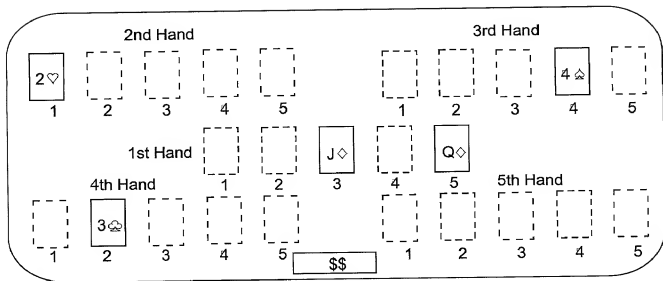 2nd Hand 3rd Hand
2♡ 4♤
1 2 3 4 5 1 2 3 4 5
1st Hand J♢ Q♢
1 2 3 4 5
4th Hand 5th Hand
3♧
1 2 3 4 5 1 2 3 4 5
$$